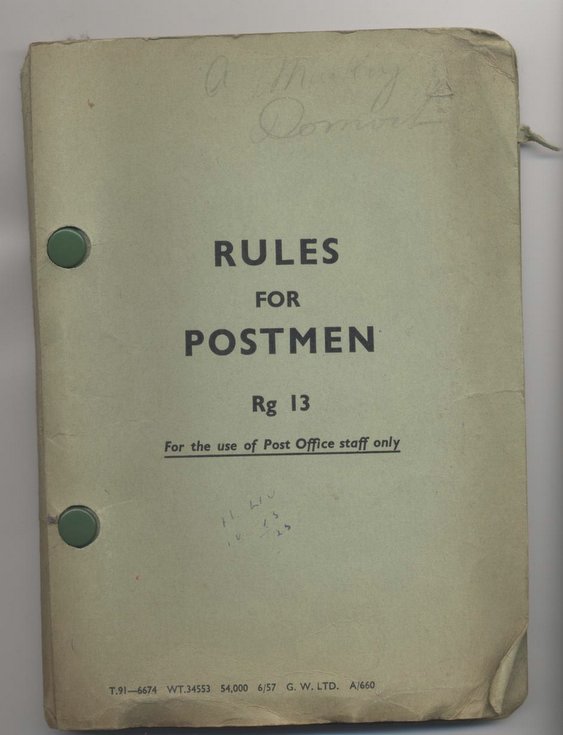 A
RULES
FOR
POSTMEN
Rg 13
For the use of Post Office staff only
T.91—6674 WT.34553 54,000 6/57 G. W. LTD. A/660